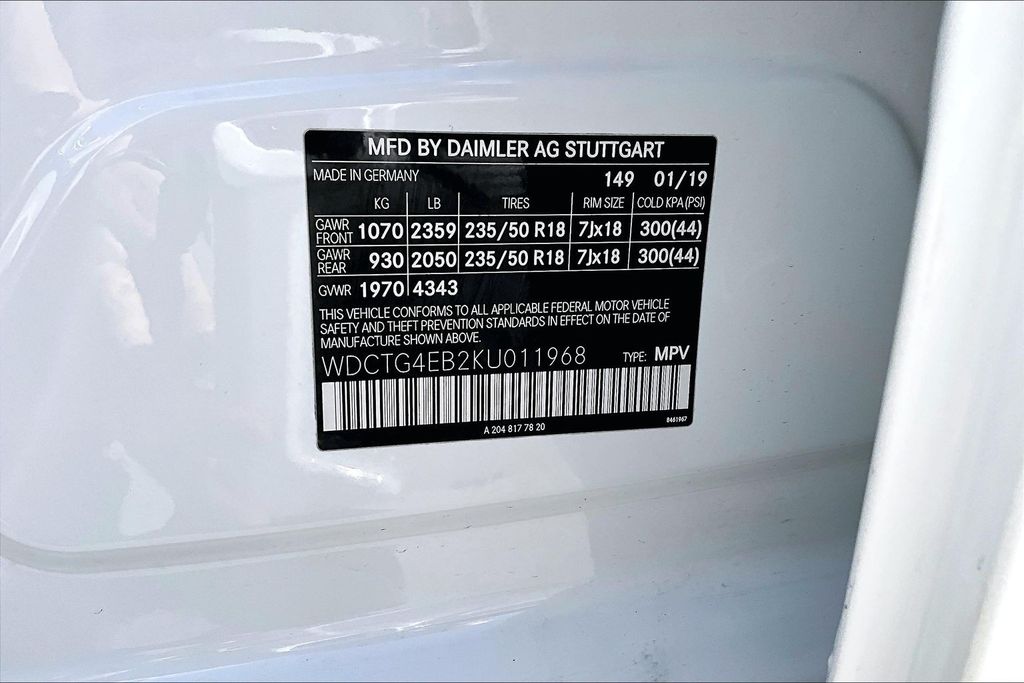 MFD BY DAIMLER AG STUTTGART
MADE IN GERMANY 149 01/19
KG LB TIRES RIM SIZE COLD KPA (PSI)
GAWR FRONT 1070 2359 235/50 R18 7Jx18 300(44)
GAWR REAR 930 2050 235/50 R18 7Jx18 300(44)
GVWR 1970 4343
THIS VEHICLE CONFORMS TO ALL APPLICABLE FEDERAL MOTOR VEHICLE
SAFETY AND THEFT PREVENTION STANDARDS IN EFFECT ON THE DATE OF
MANUFACTURE SHOWN ABOVE.
WDCTG4EB2KU011968 TYPE: MPV
A 204 817 78 20 8461967